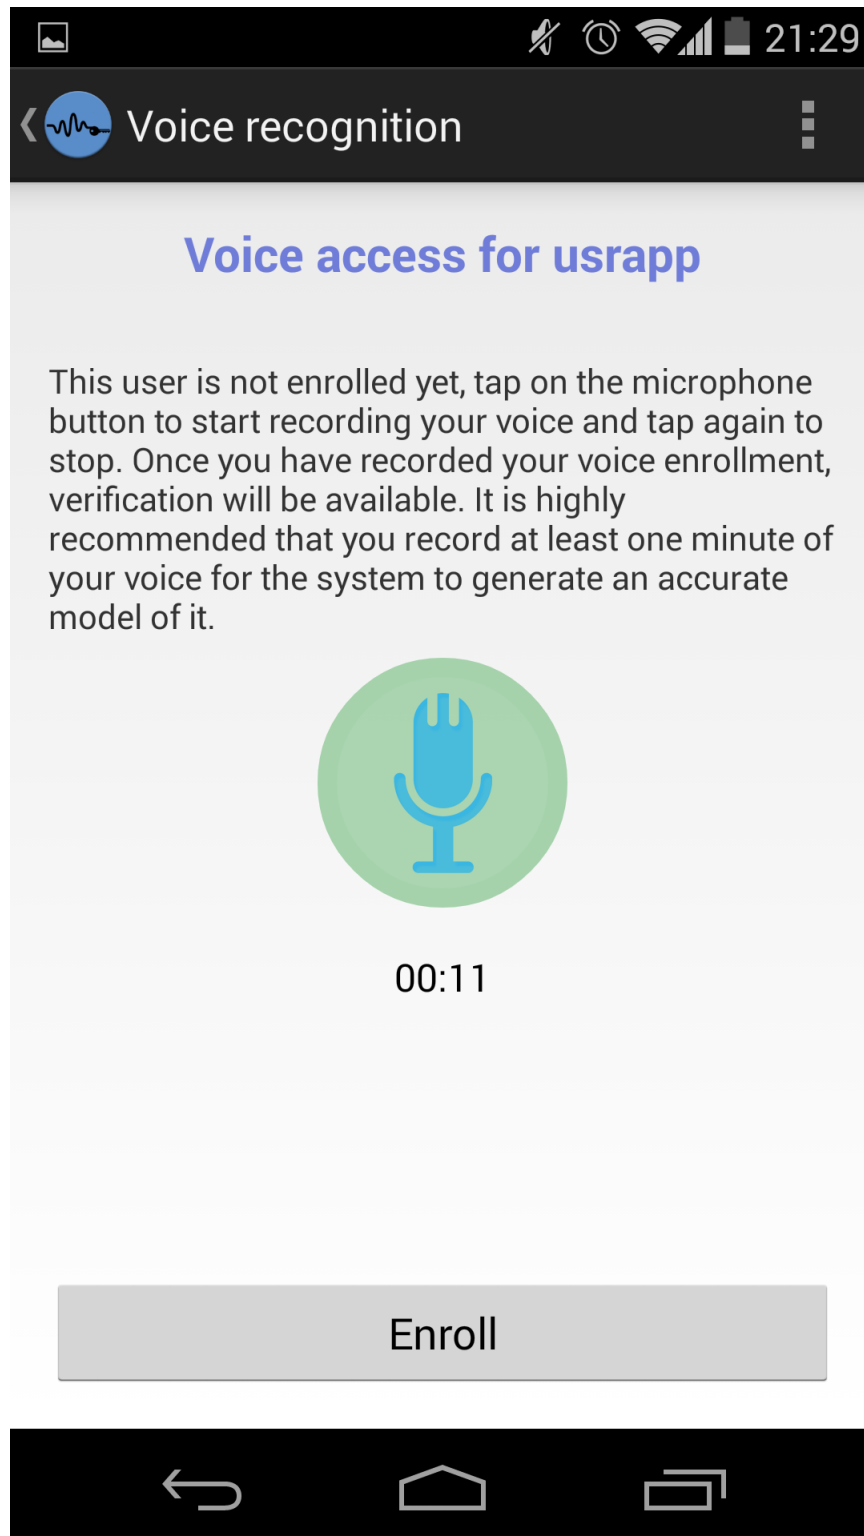 21:29
Voice recognition
Voice access for usrapp
This user is not enrolled yet, tap on the microphone
button to start recording your voice and tap again to
stop. Once you have recorded your voice enrollment,
verification will be available. It is highly
recommended that you record at least one minute of
your voice for the system to generate an accurate
model of it.
00:11
Enroll